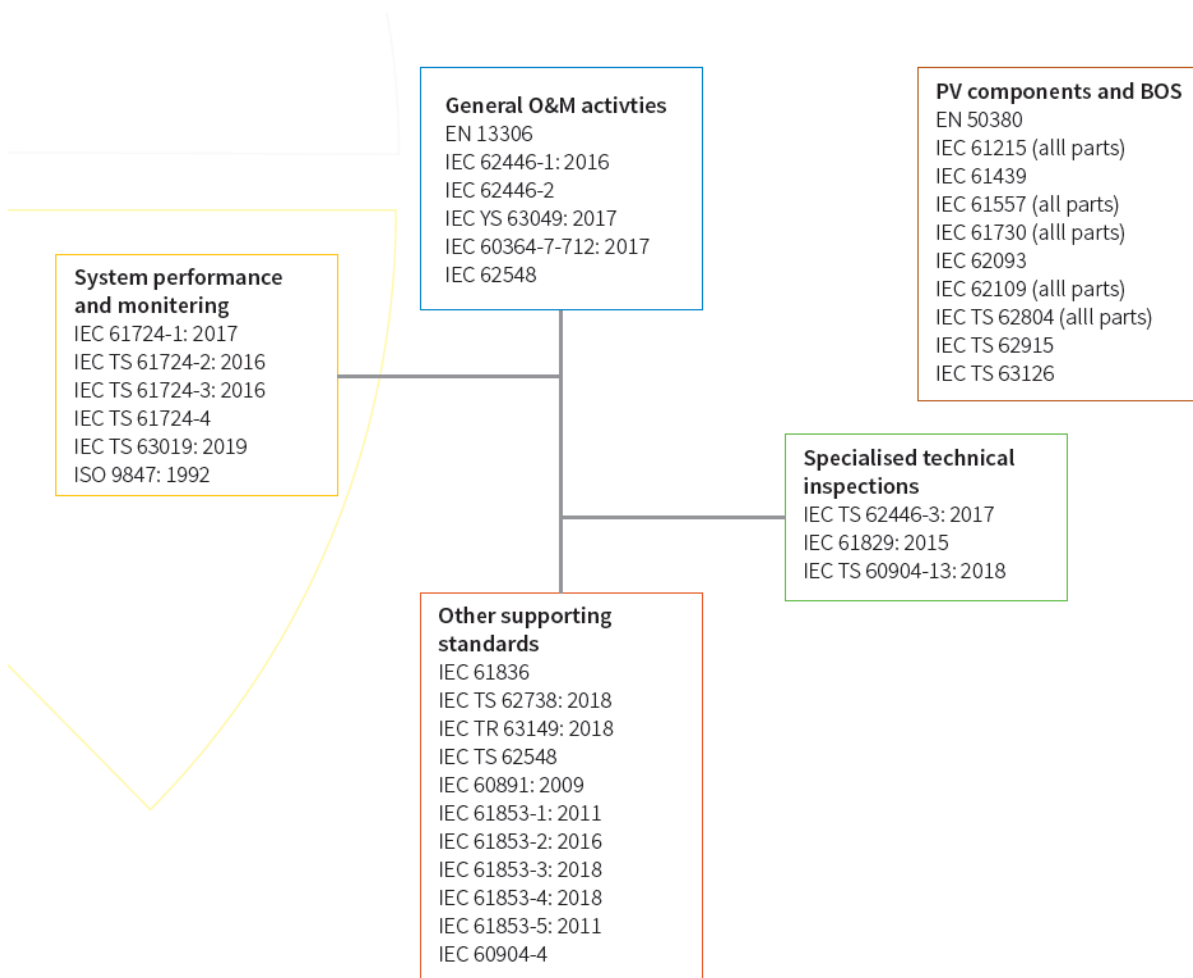 General O&M activties
EN 13306
IEC 62446-1: 2016
IEC 62446-2
IEC YS 63049: 2017
IEC 60364-7-712: 2017
IEC 62548
PV components and BOS
EN 50380
IEC 61215 (alll parts)
IEC 61439
IEC 61557 (all parts)
IEC 61730 (alll parts)
IEC 62093
IEC 62109 (alll parts)
IEC TS 62804 (alll parts)
IEC TS 62915
IEC TS 63126
System performance
and monitering
IEC 61724-1: 2017
IEC TS 61724-2: 2016
IEC TS 61724-3: 2016
IEC TS 61724-4
IEC TS 63019: 2019
ISO 9847: 1992
Specialised technical
inspections
IEC TS 62446-3: 2017
IEC 61829: 2015
IEC TS 60904-13: 2018
Other supporting
standards
IEC 61836
IEC TS 62738: 2018
IEC TR 63149: 2018
IEC TS 62548
IEC 60891: 2009
IEC 61853-1: 2011
IEC 61853-2: 2016
IEC 61853-3: 2018
IEC 61853-4: 2018
IEC 61853-5: 2011
IEC 60904-4